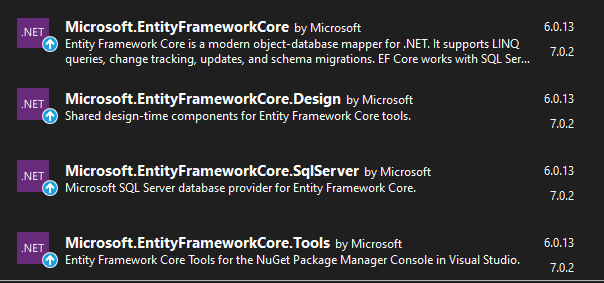 .NET Microsoft.EntityFrameworkCore by Microsoft 6.0.13
Entity Framework Core is a modern object-database mapper for .NET. It supports LINQ 7.0.2
queries, change tracking, updates, and schema migrations. EF Core works with SQL Ser...
.NET Microsoft.EntityFrameworkCore.Design by Microsoft 6.0.13
Shared design-time components for Entity Framework Core tools.
7.0.2
.NET Microsoft.EntityFrameworkCore.SqlServer by Microsoft 6.0.13
Microsoft SQL Server database provider for Entity Framework Core.
7.0.2
.NET Microsoft.EntityFrameworkCore.Tools by Microsoft 6.0.13
Entity Framework Core Tools for the NuGet Package Manager Console in Visual Studio.
7.0.2